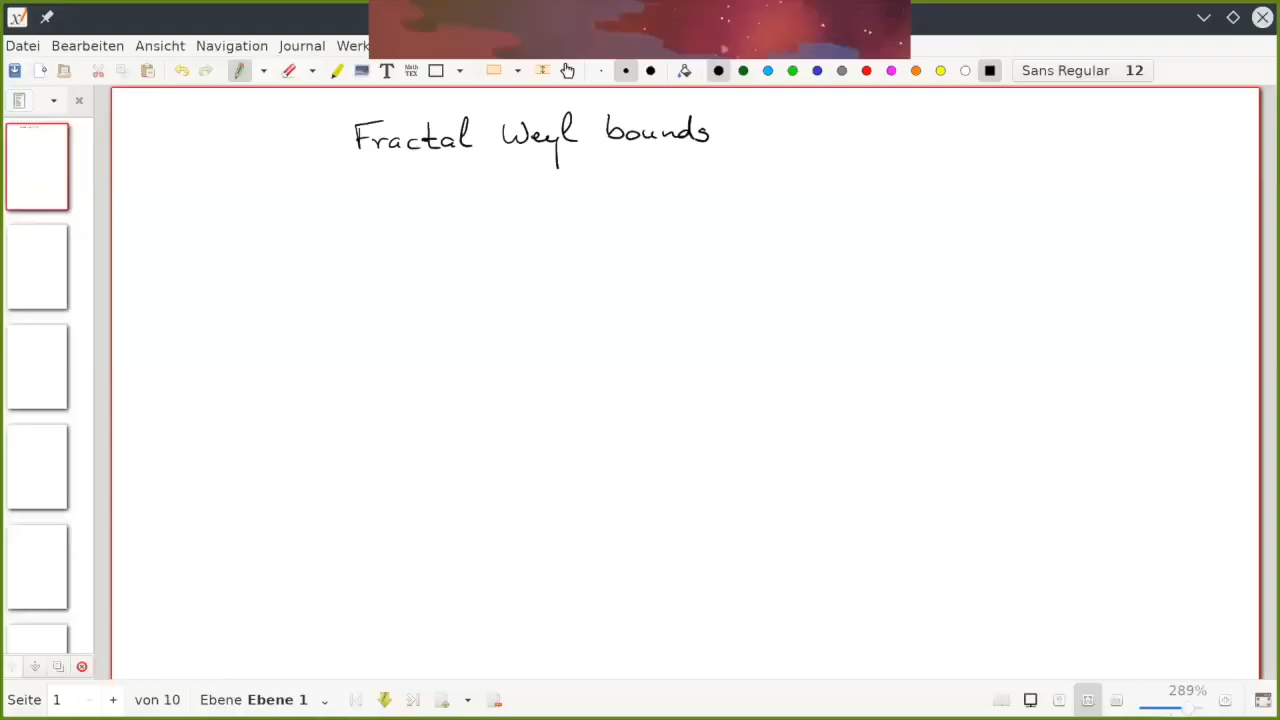 Datei Bearbeiten Ansicht Navigation Journal Werk
Sans Regular 12
Fractal Weyl bounds
Seite 1 von 10 Ebene Ebene 1 289%